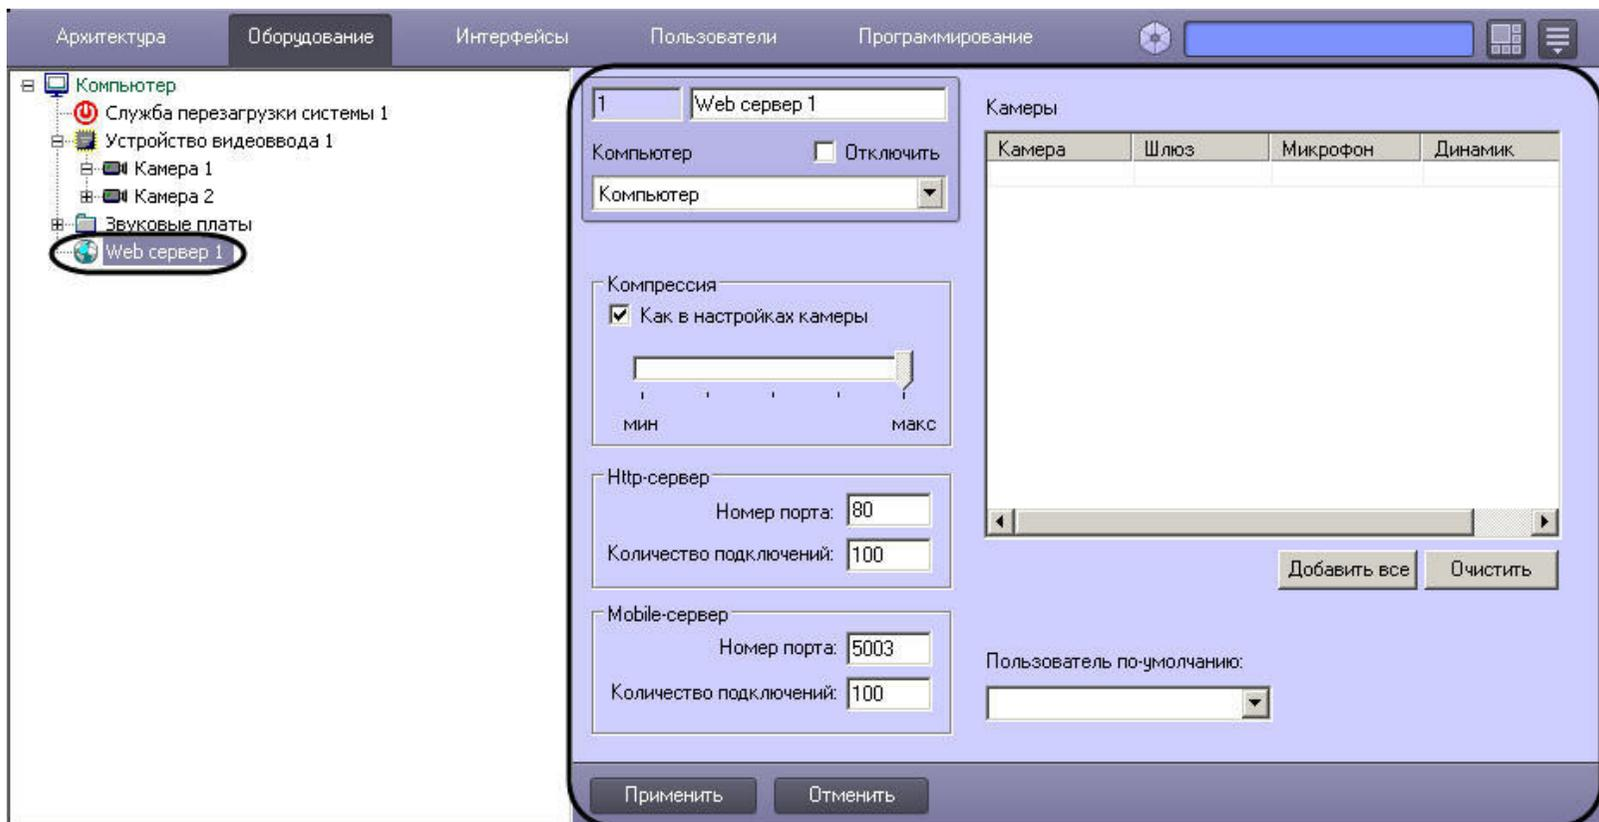 Архитектура Оборудование Интерфейсы Пользователи Программирование
Компьютер
Служба перезагрузки системы 1
Устройство видеоввода 1
Камера 1
Камера 2
Звуковые платы
Web сервер 1
1 Web сервер 1
Компьютер Отключить
Компьютер
Компрессия
Как в настройках камеры
мин макс
Http-сервер
Номер порта: 80
Количество подключений: 100
Mobile-сервер
Номер порта: 5003
Количество подключений: 100
Камеры
Камера Шлюз Микрофон Динамик
Добавить все Очистить
Пользователь по-умолчанию:
Применить Отменить